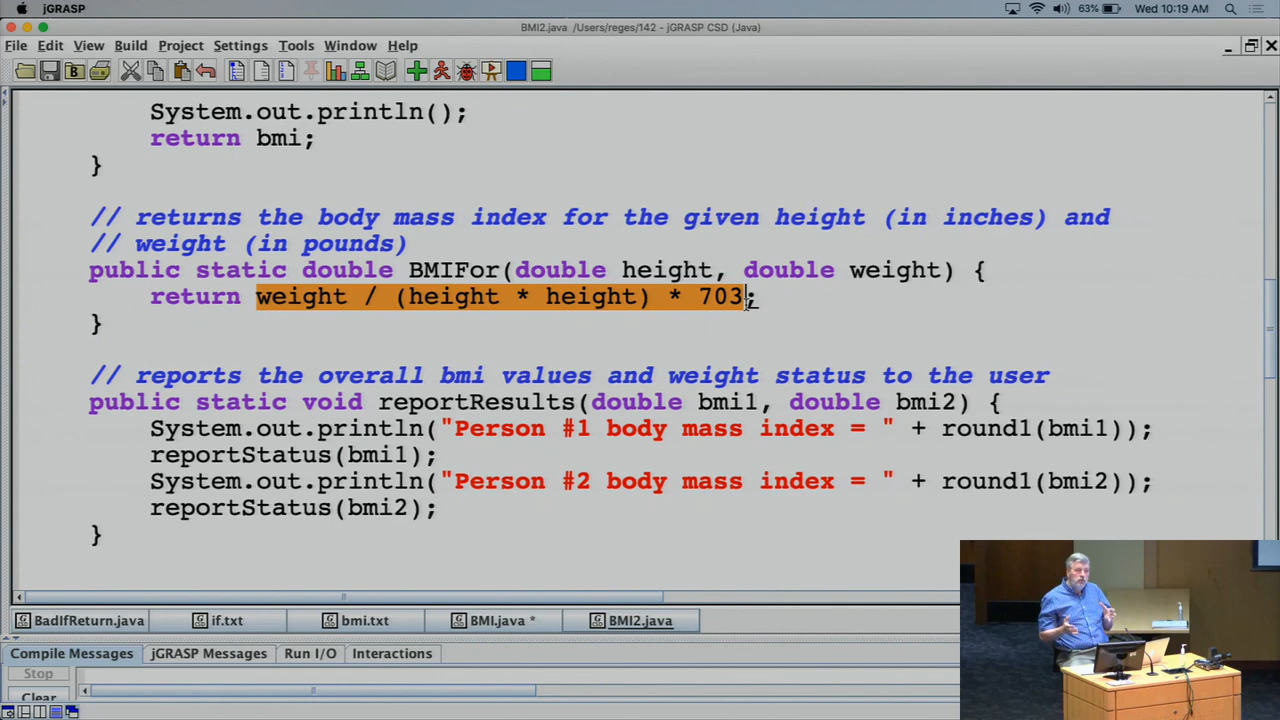 jGRASP
63%
Wed 10:19 AM
BMI2.java /Users/reges/142 - jGRASP CSD (Java)
File Edit View Build Project Settings Tools Window Help
System.out.println();
return bmi;
}
// returns the body mass index for the given height (in inches) and
// weight (in pounds)
public static double BMIFor(double height, double weight) {
return weight / (height * height) * 703;
}
// reports the overall bmi values and weight status to the user
public static void reportResults(double bmi1, double bmi2) {
System.out.println("Person #1 body mass index = " + round1(bmi1));
reportStatus(bmi1);
System.out.println("Person #2 body mass index = " + round1(bmi2));
reportStatus(bmi2);
}
BadIfReturn.java if.txt bmi.txt BMI.java * BMI2.java
Compile Messages jGRASP Messages Run I/O Interactions
Stop
Clear